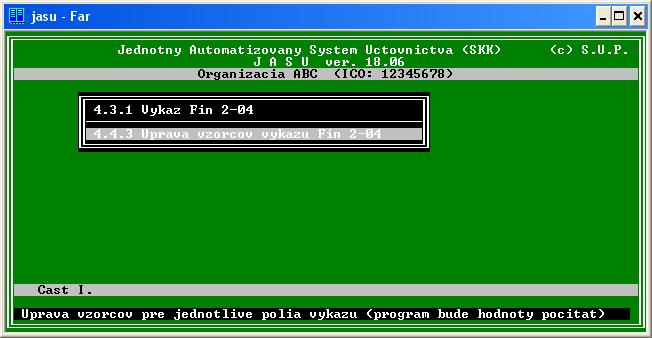 jasu - Far
Jednotny Automatizovany System Uctovnictva (SKK) (c) S.U.P.
J A S U ver. 18.06
Organizacia ABC (ICO: 12345678)
4.3.1 Vykaz Fin 2-04
4.4.3 Uprava vzorcov vykazu Fin 2-04
Cast I.
Uprava vzorcov pre jednotlive polia vykazu (program bude hodnoty pocitat)